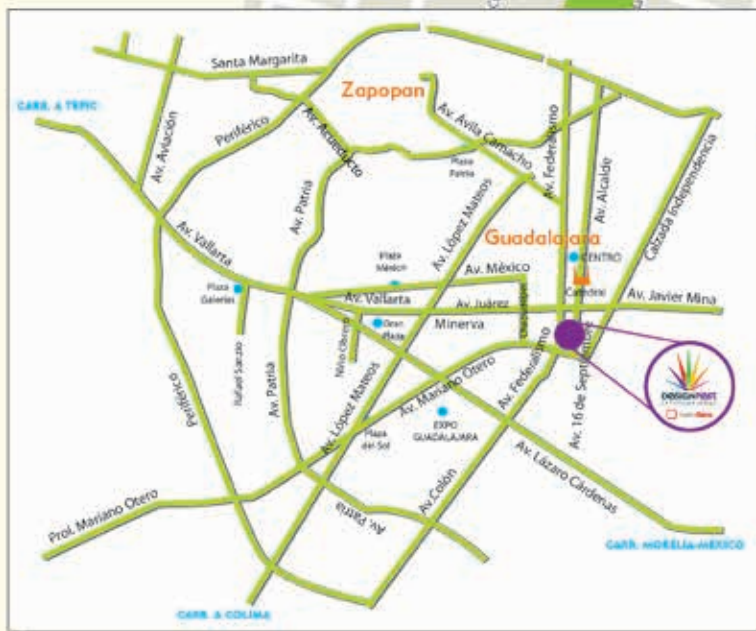 Santa Margarita
CARR. A TEPIC
Av. Aviación
Periférico
Av. Acueducto
Zapopan
Av. Ávila Camacho
Plaza
Patria
Av. Federalismo
Av. Alcalde
Calzada Independencia
Av. Patria
Av. López Mateos
Guadalajara
CENTRO
Catedral
Av. Vallarta
Plaza
México
Av. México
Plaza
Galerías
Av. Vallarta
Av. Juárez
Av. Javier Mina
Gran
Plaza
Minerva
Niño Obrero
Rafael Sanzio
Periférico
Av. Patria
Av. López Mateos
Av. Mariano Otero
Av. Federalismo
Av. 16 de Septiembre
DESIGNFEST
Plaza
del Sol
EXPO
GUADALAJARA
Av. Lázaro Cárdenas
Av.Colón
Av. Patria
Prol. Mariano Otero
CARR. MORELIA-MEXICO
CARR. A COLIMA